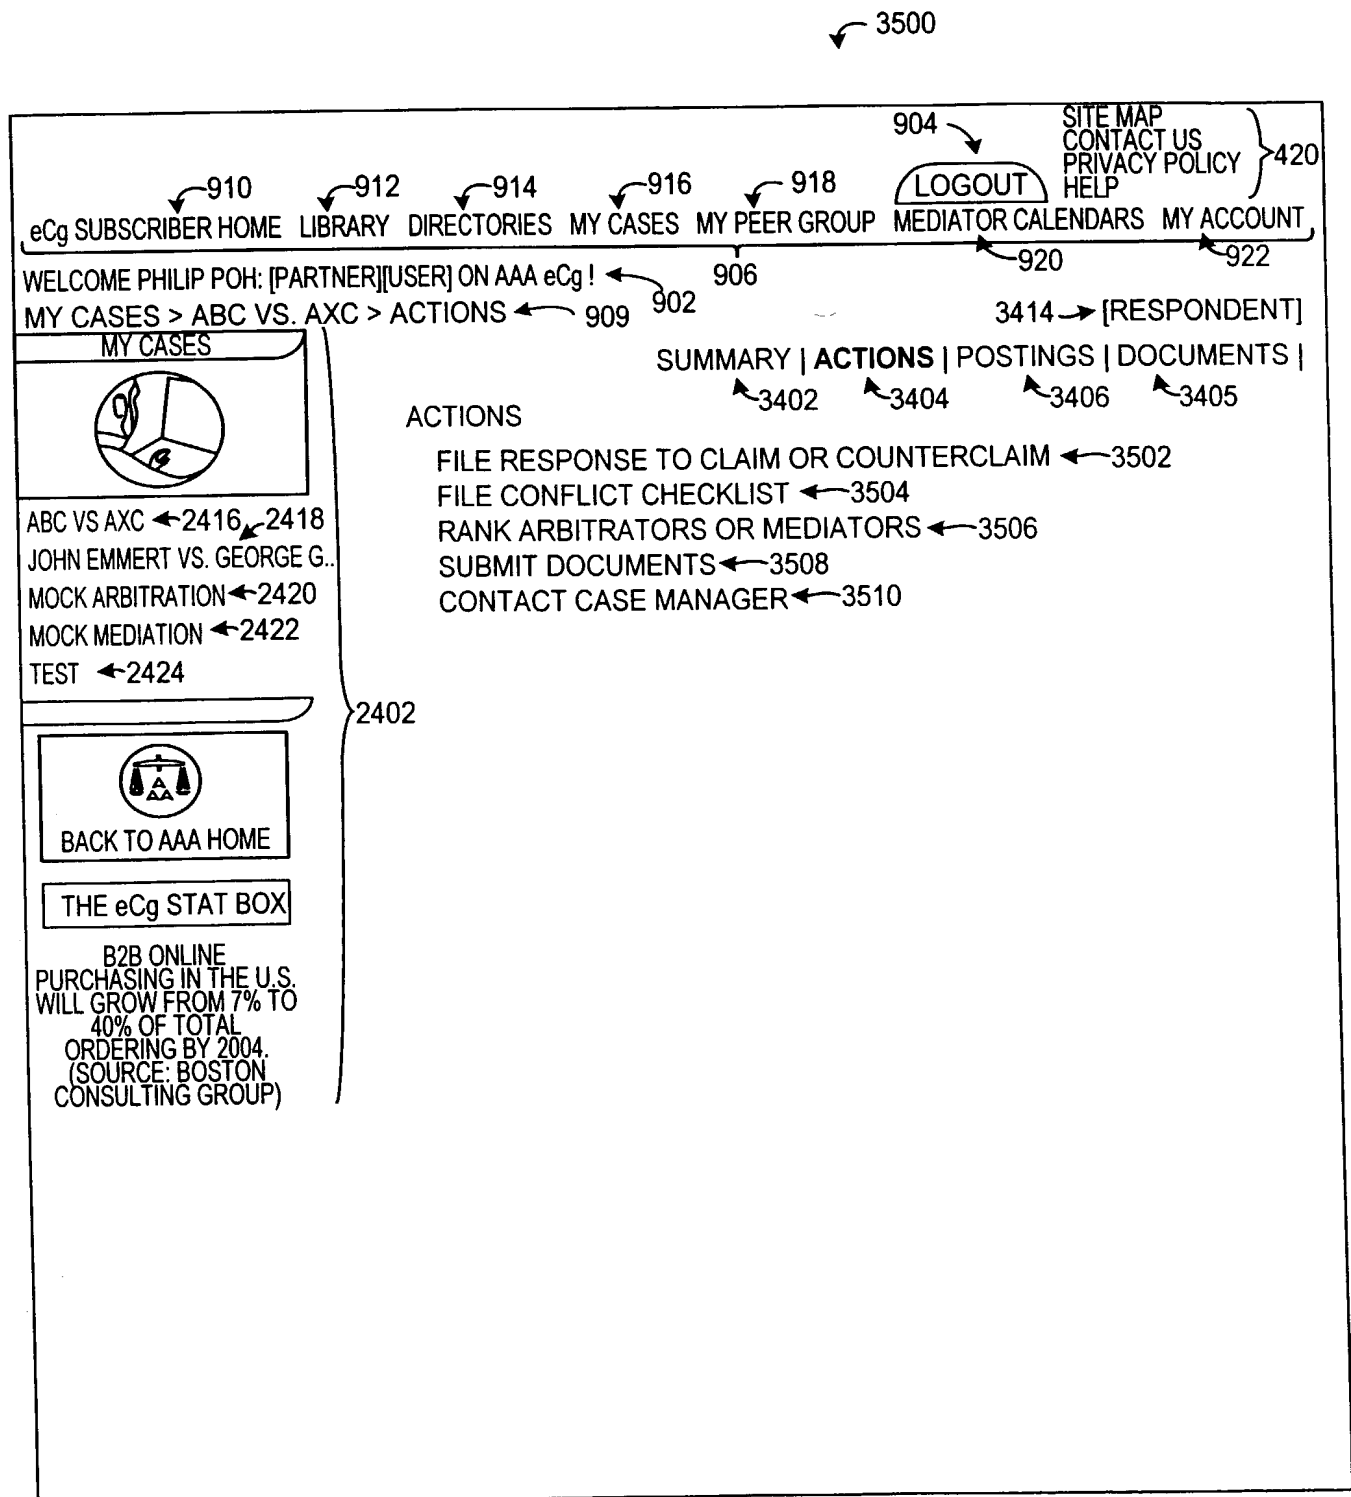 3500
904
SITE MAP
CONTACT US
PRIVACY POLICY
HELP
420
910 912 914 916 918 LOGOUT
eCg SUBSCRIBER HOME LIBRARY DIRECTORIES MY CASES MY PEER GROUP MEDIATOR CALENDARS MY ACCOUNT
906 920 922
WELCOME PHILIP POH: [PARTNER][USER] ON AAA eCg ! 902
MY CASES > ABC VS. AXC > ACTIONS 909
3414 [RESPONDENT]
MY CASES
SUMMARY | ACTIONS | POSTINGS | DOCUMENTS |
3402 3404 3406 3405
ACTIONS
FILE RESPONSE TO CLAIM OR COUNTERCLAIM 3502
FILE CONFLICT CHECKLIST 3504
RANK ARBITRATORS OR MEDIATORS 3506
SUBMIT DOCUMENTS 3508
CONTACT CASE MANAGER 3510
ABC VS AXC 2416 2418
JOHN EMMERT VS. GEORGE G..
MOCK ARBITRATION 2420
MOCK MEDIATION 2422
TEST 2424
2402
A
AA
BACK TO AAA HOME
THE eCg STAT BOX
B2B ONLINE
PURCHASING IN THE U.S.
WILL GROW FROM 7% TO
40% OF TOTAL
ORDERING BY 2004.
(SOURCE: BOSTON
CONSULTING GROUP)